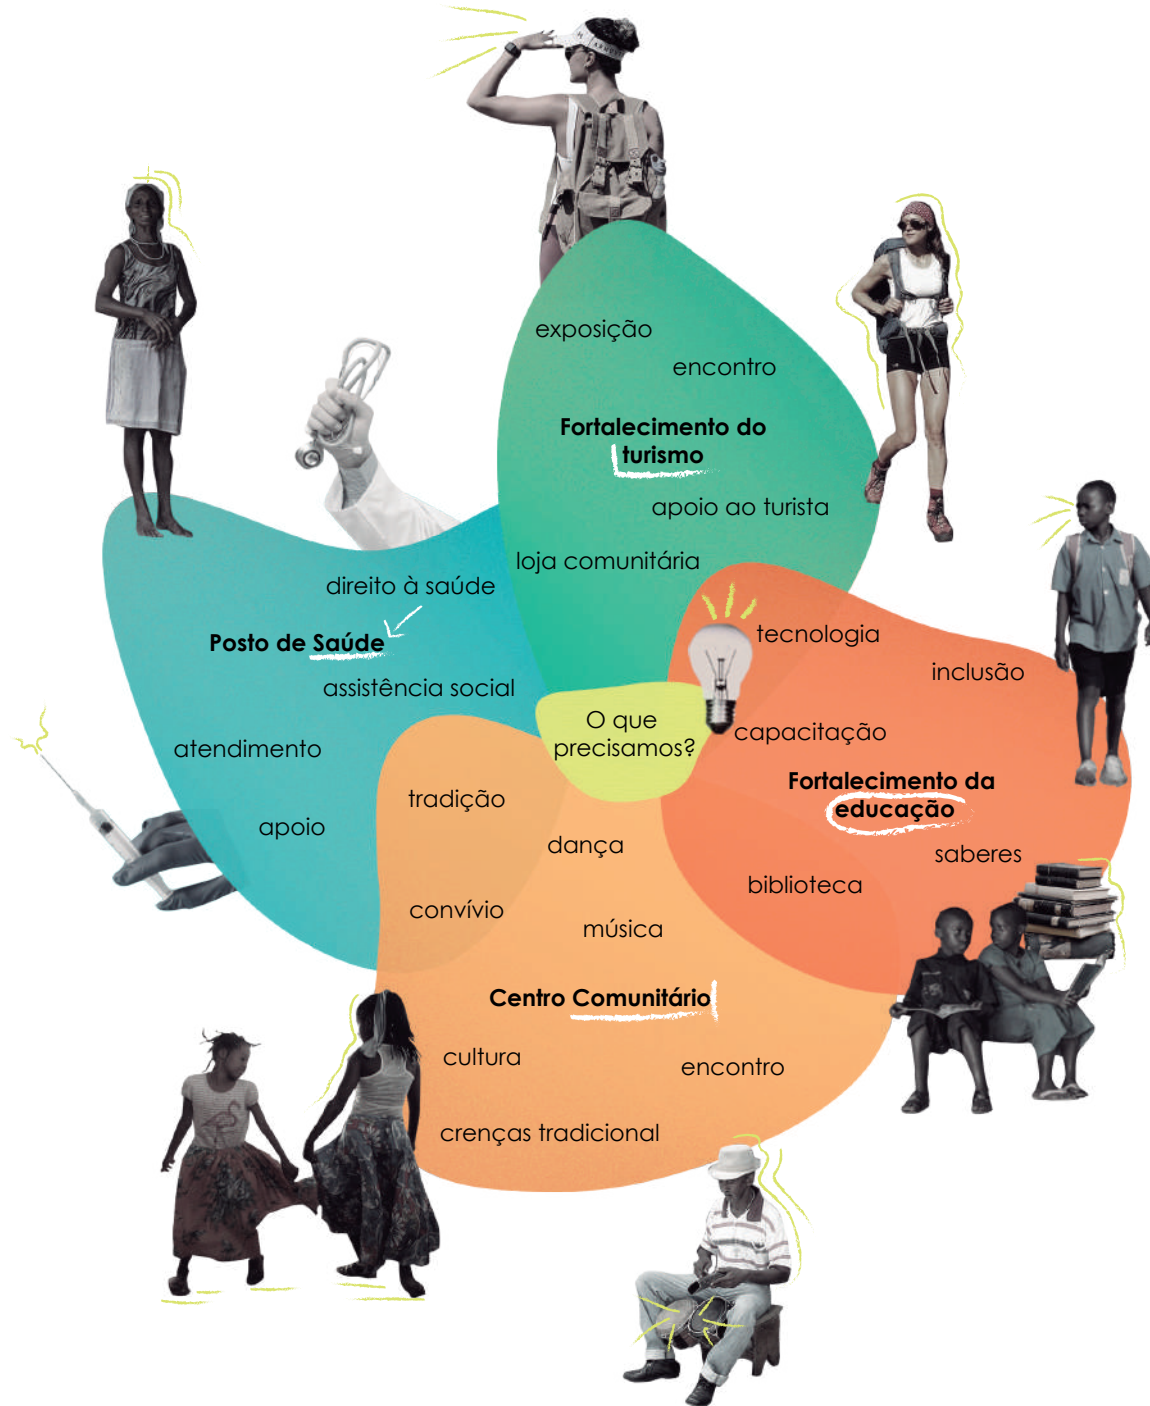 exposição
encontro
Fortalecimento do
turismo
apoio ao turista
loja comunitária
direito à saúde
Posto de Saúde
assistência social
atendimento
apoio
O que
precisamos?
tecnologia
inclusão
capacitação
Fortalecimento da
educação
saberes
biblioteca
tradição
dança
convívio
música
Centro Comunitário
cultura
encontro
crenças tradicional